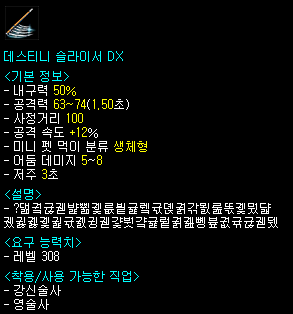 데스티니 슬라이서 DX
<기본 정보>
- 내구력 50%
- 공격력 63~74(1,50초)
- 사정거리 100
- 공격 속도 +12%
- 미니 펫 먹이 분류 생체형
- 어둠 데미지 5~8
- 저주 3초
<설명>
<요구 능력치>
- 레벨 308
<착용/사용 가능한 직업>
- 강신술사
- 영술사